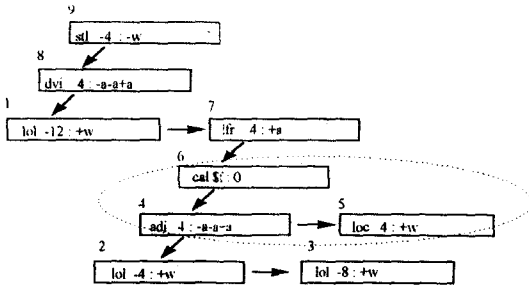 9
stl -4 : -w
8
dvi 4 : -a-a+a
1
lol -12 : +w
7
lfr 4 : +a
6
cal $f : 0
4
adi 4 : -a-a+a
5
loc 4 : +w
2
lol -4 : +w
3
lol -8 : +w